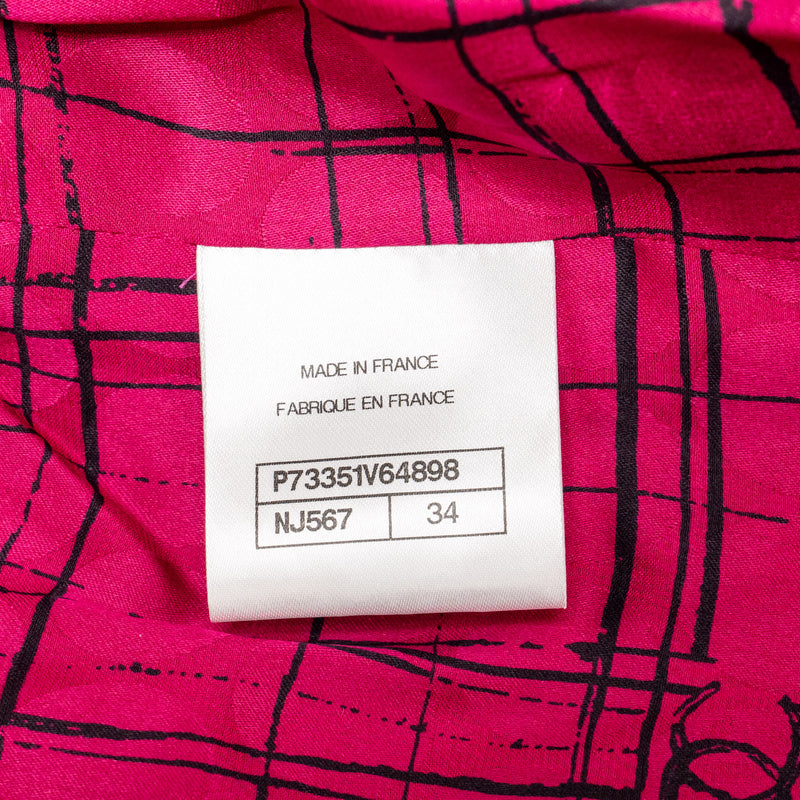 MADE IN FRANCE
FABRIQUE EN FRANCE
P73351V64898
NJ567 34